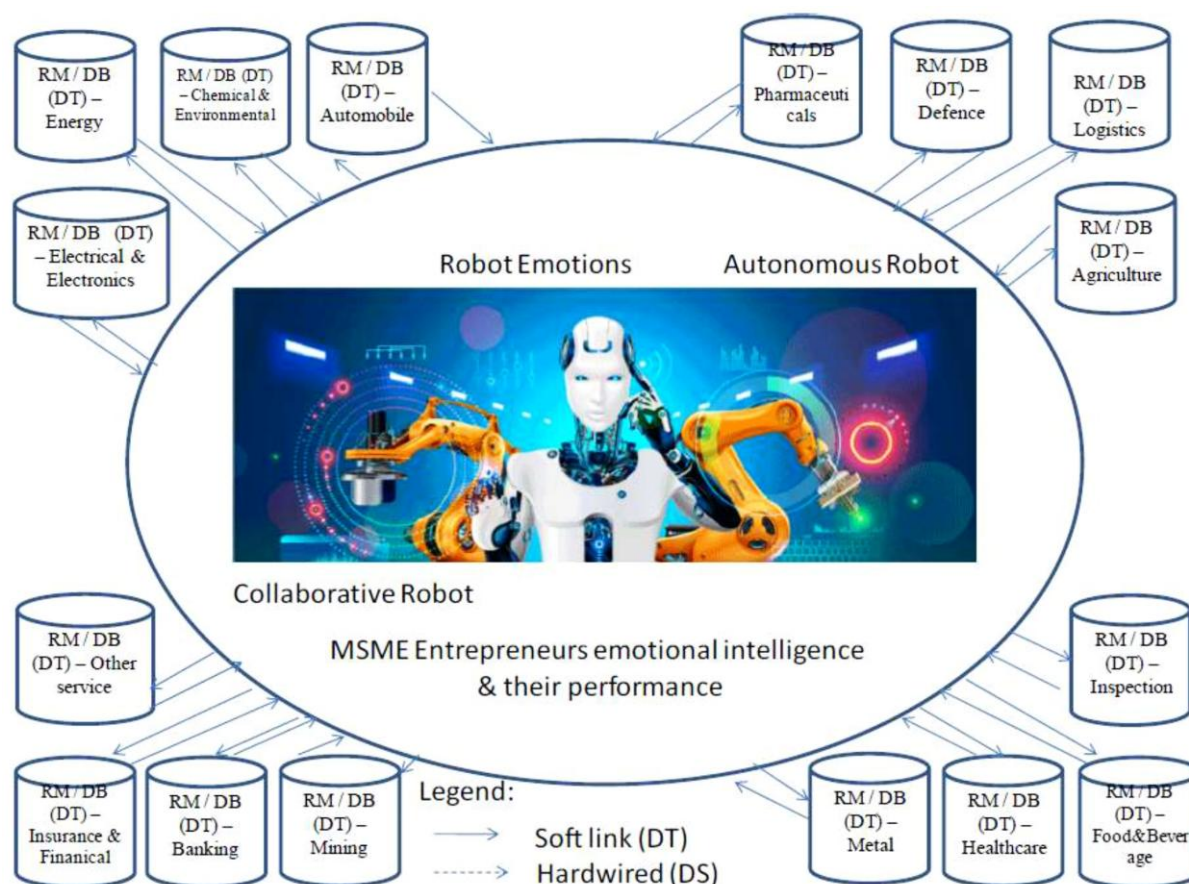 RM / DB
(DT) –
Energy
RM / DB (DT)
– Chemical &
Environmental
RM / DB
(DT) –
Automobile
RM / DB
(DT) –
Pharmaceuti
cals
RM / DB
(DT) –
Defence
RM / DB
(DT) –
Logistics
RM / DB (DT)
– Electrical &
Electronics
RM / DB
(DT) –
Agriculture
Robot Emotions
Autonomous Robot
Collaborative Robot
MSME Entrepreneurs emotional intelligence
& their performance
RM / DB
(DT) – Other
service
RM / DB
(DT) –
Inspection
RM / DB
(DT) –
Insurance &
Finanical
RM / DB
(DT) –
Banking
RM / DB
(DT) –
Mining
Legend:
Soft link (DT)
Hardwired (DS)
RM / DB
(DT) –
Metal
RM / DB
(DT) –
Healthcare
RM / DB
(DT) –
Food&Bever
age